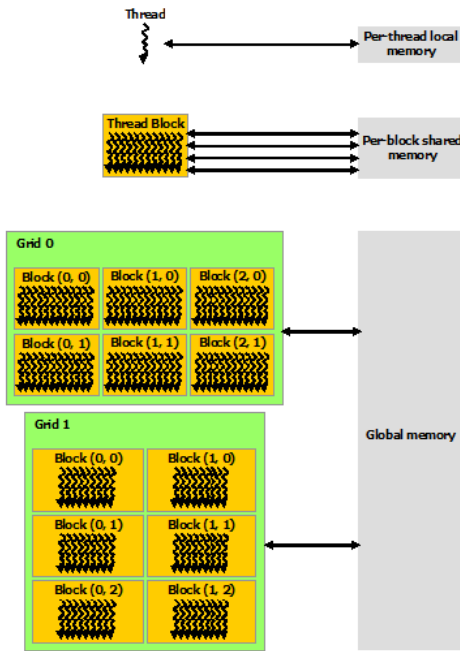 Thread
Per-thread local
memory
Thread Block
Per-block shared
memory
Grid 0
Block (0, 0) Block (1, 0) Block (2, 0)
Block (0, 1) Block (1, 1) Block (2, 1)
Global memory
Grid 1
Block (0, 0) Block (1, 0)
Block (0, 1) Block (1, 1)
Block (0, 2) Block (1, 2)